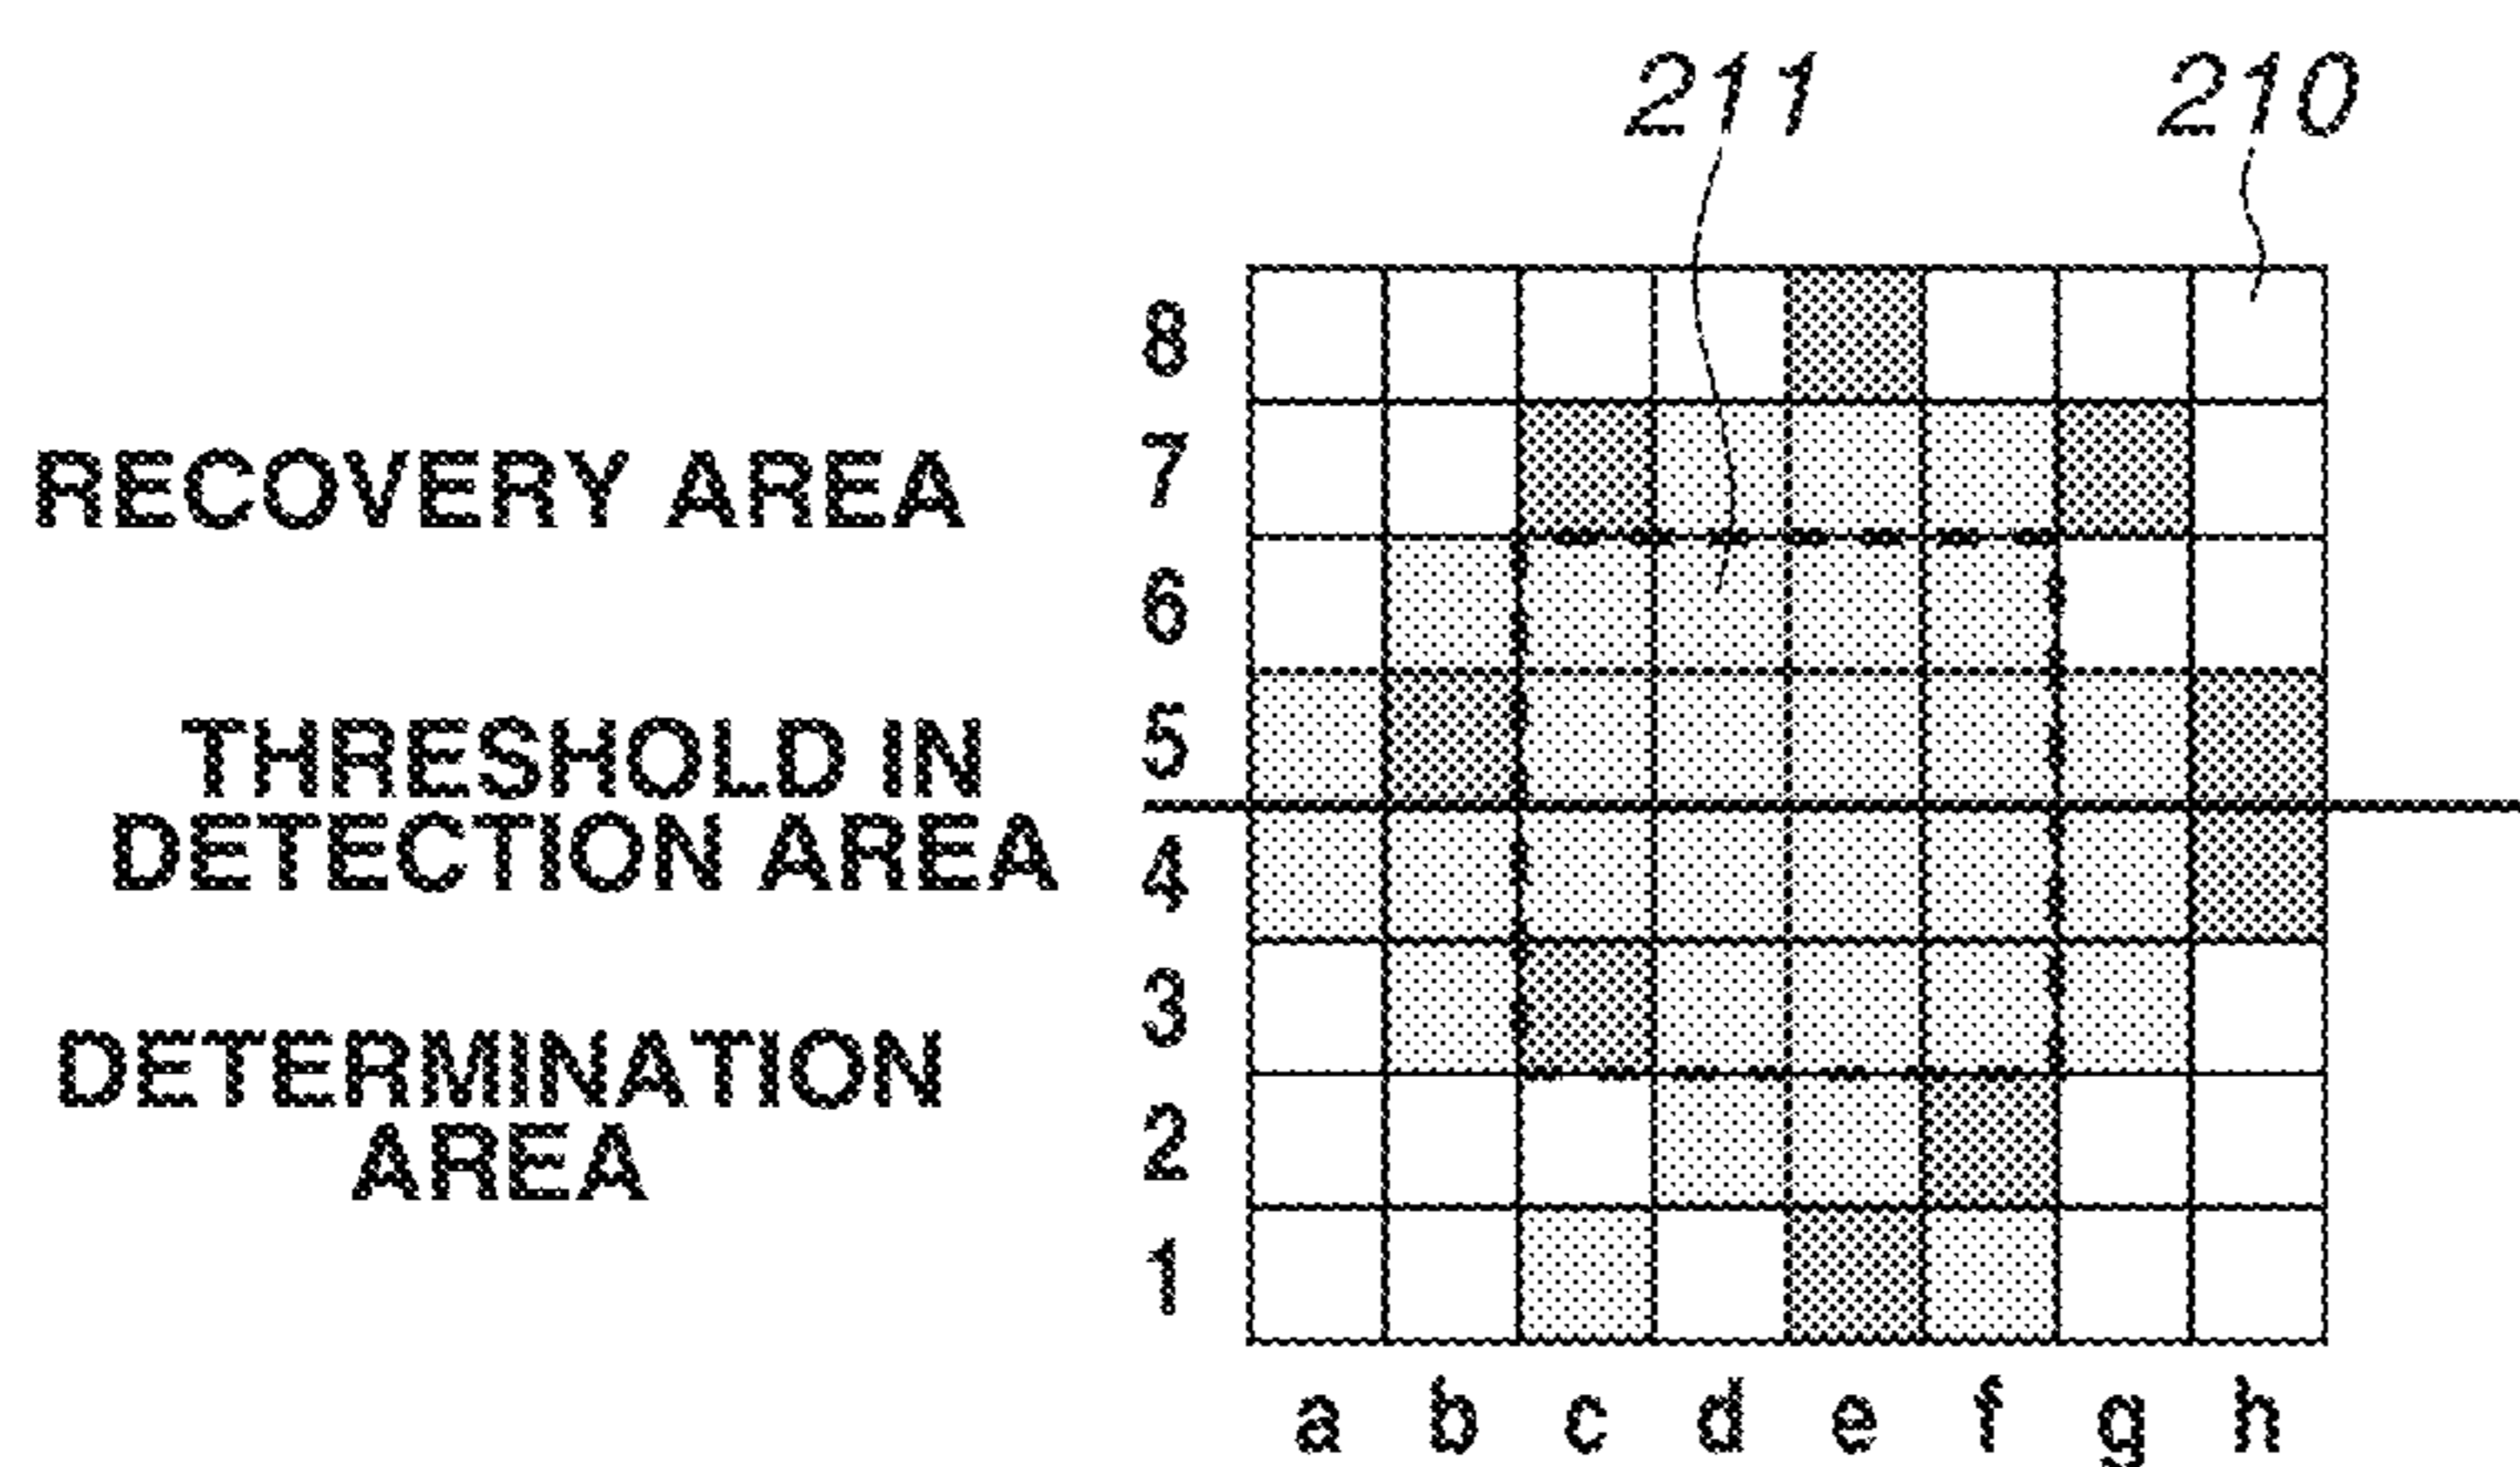 211 210
8
7
RECOVERY AREA
6
5
THRESHOLD IN
DETECTION AREA
4
3
DETERMINATION
AREA
2
1
a b c d e f g h